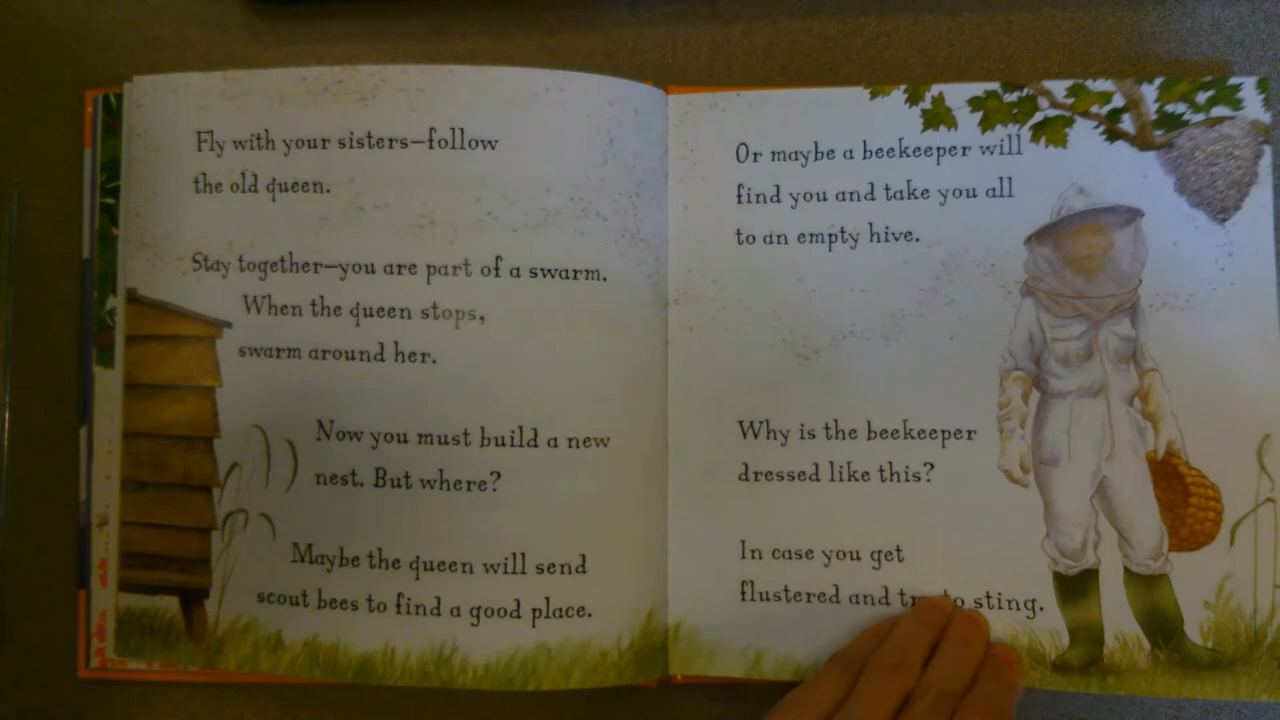 Fly with your sisters—follow
the old queen.
Stay together—you are part of a swarm.
When the queen stops,
swarm around her.
Now you must build a new
nest. But where?
Maybe the queen will send
scout bees to find a good place.
Or maybe a beekeeper will
find you and take you all
to an empty hive.
Why is the beekeeper
dressed like this?
In case you get
flustered and try to sting.